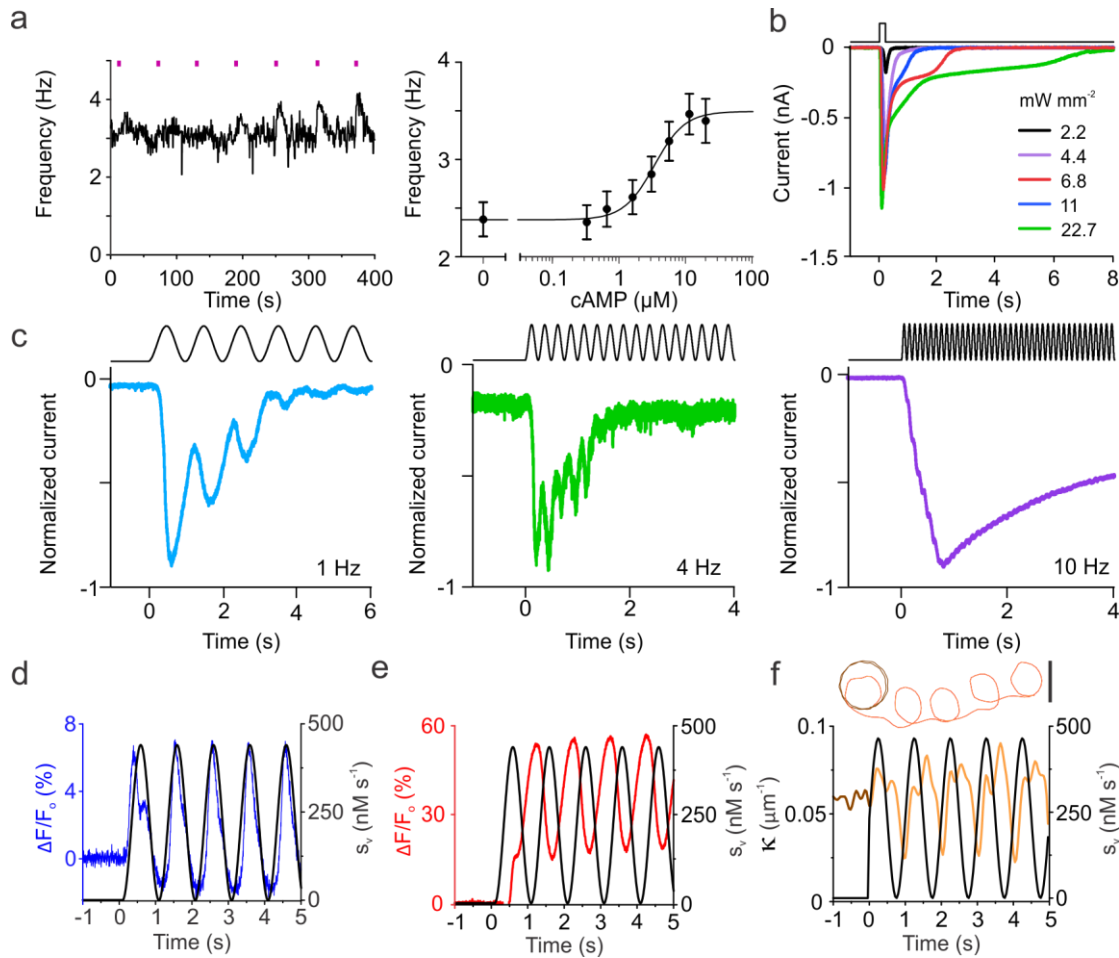 a
Frequency (Hz)
4
2
0
0 100 200 300 400
Time (s)
Frequency (Hz)
4
3
2
0 0.1 1 10 100
cAMP (µM)
b
Current (nA)
0
-0.5
-1
-1.5
mW mm⁻²
2.2
4.4
6.8
11
22.7
0 2 4 6 8
Time (s)
c
Normalized current
0
-1
1 Hz
0 2 4 6
Time (s)
Normalized current
0
-1
4 Hz
0 2 4
Time (s)
Normalized current
0
-1
10 Hz
0 2 4
Time (s)
d
ΔF/Fₒ (%)
8
4
0
500
250
0
sᵥ (nM s⁻¹)
-1 0 1 2 3 4 5
Time (s)
e
ΔF/Fₒ (%)
60
30
0
500
250
0
sᵥ (nM s⁻¹)
-1 0 1 2 3 4 5
Time (s)
f
κ (µm⁻¹)
0.1
0.05
0
500
250
0
sᵥ (nM s⁻¹)
-1 0 1 2 3 4 5
Time (s)